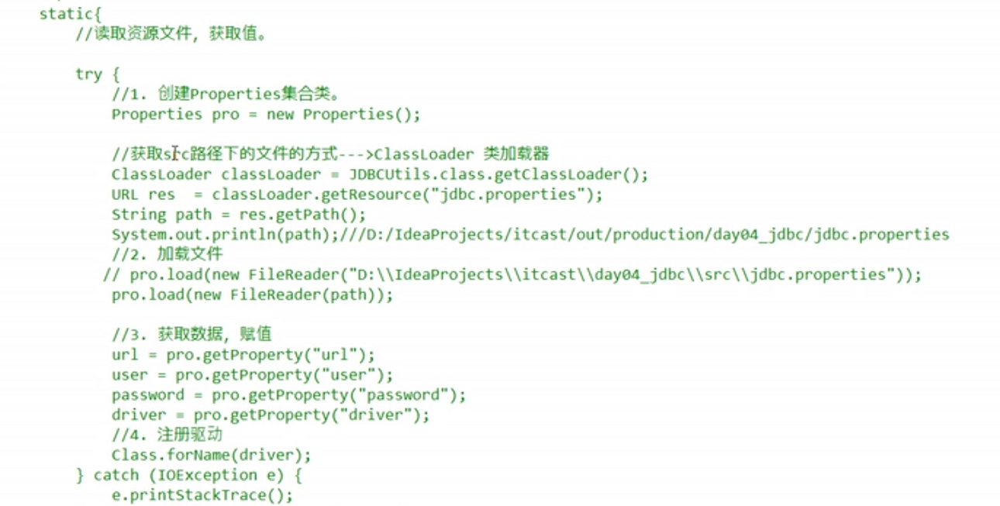 static{
//读取资源文件，获取值。
try {
//1. 创建Properties集合类。
Properties pro = new Properties();
//获取src路径下的文件的方式--->ClassLoader 类加载器
ClassLoader classLoader = JDBCUtils.class.getClassLoader();
URL res  = classLoader.getResource("jdbc.properties");
String path = res.getPath();
System.out.println(path);///D:/IdeaProjects/itcast/out/production/day04_jdbc/jdbc.properties
//2. 加载文件
// pro.load(new FileReader("D:\\IdeaProjects\\itcast\\day04_jdbc\\src\\jdbc.properties"));
pro.load(new FileReader(path));
//3. 获取数据，赋值
url = pro.getProperty("url");
user = pro.getProperty("user");
password = pro.getProperty("password");
driver = pro.getProperty("driver");
//4. 注册驱动
Class.forName(driver);
} catch (IOException e) {
e.printStackTrace();